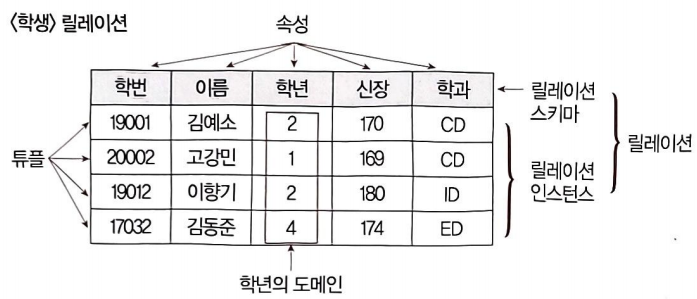 〈학생〉 릴레이션
속성
학번 이름 학년 신장 학과
19001 김예소 2 170 CD
20002 고강민 1 169 CD
19012 이향기 2 180 ID
17032 김동준 4 174 ED
튜플
릴레이션
스키마
릴레이션
인스턴스
릴레이션
학년의 도메인